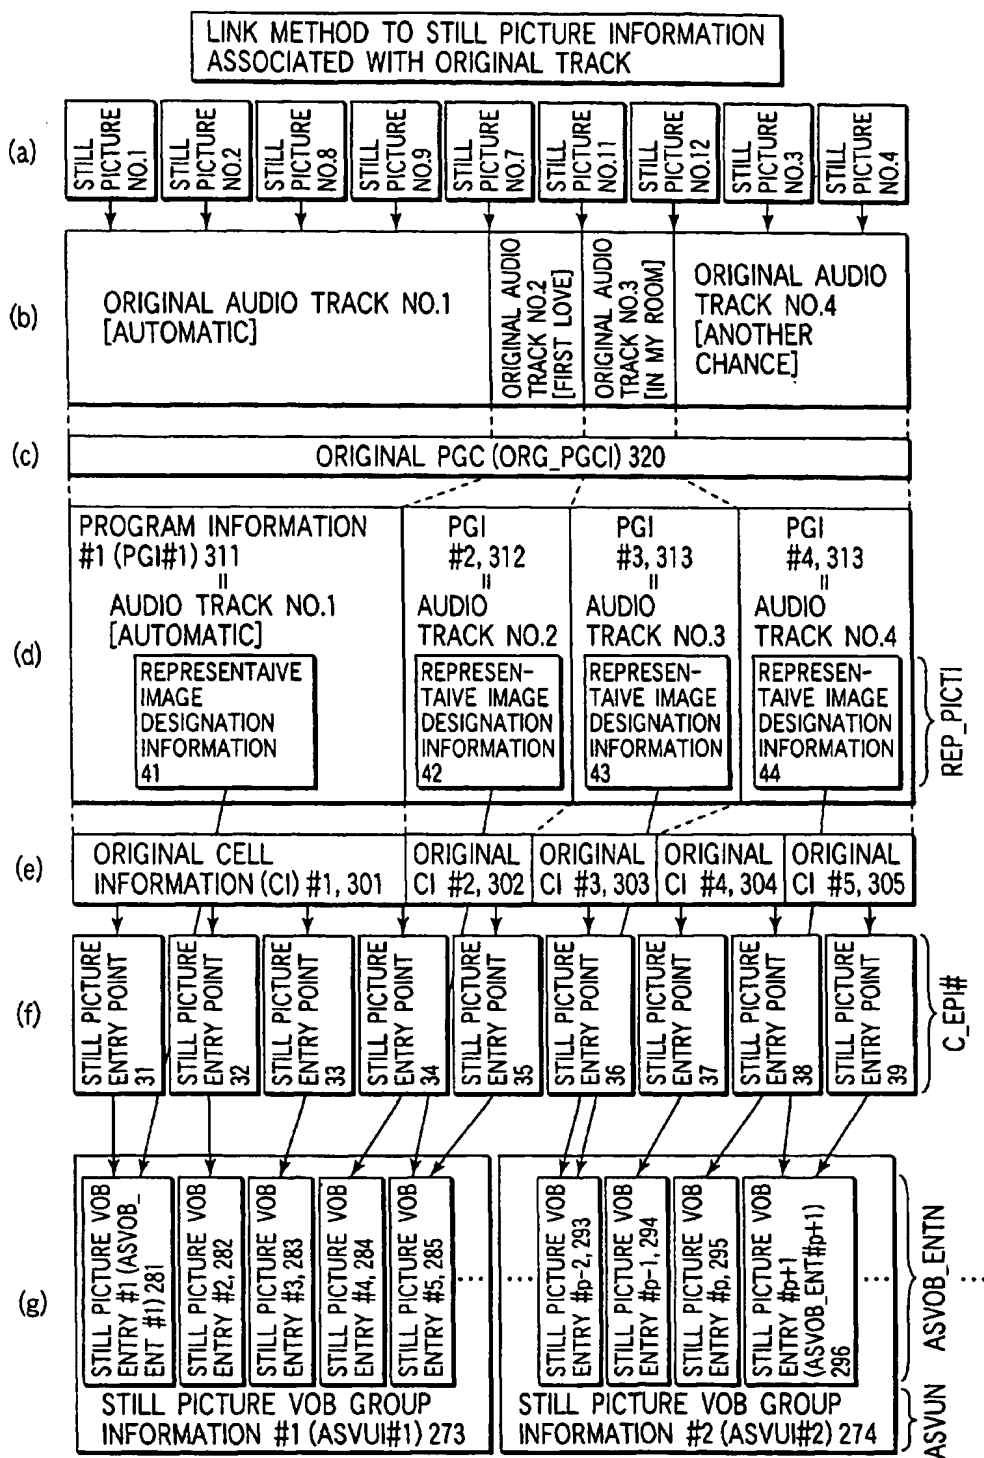 LINK METHOD TO STILL PICTURE INFORMATION
ASSOCIATED WITH ORIGINAL TRACK
(a)
STILL
PICTURE
NO.1
STILL
PICTURE
NO.2
STILL
PICTURE
NO.8
STILL
PICTURE
NO.9
STILL
PICTURE
NO.7
STILL
PICTURE
NO.11
STILL
PICTURE
NO.12
STILL
PICTURE
NO.3
STILL
PICTURE
NO.4
(b)
ORIGINAL AUDIO TRACK NO.1
[AUTOMATIC]
ORIGINAL AUDIO
TRACK NO.2
[FIRST LOVE]
ORIGINAL AUDIO
TRACK NO.3
[IN MY ROOM]
ORIGINAL AUDIO
TRACK NO.4
[ANOTHER
CHANCE]
(c)
ORIGINAL PGC (ORG_PGCI) 320
(d)
PROGRAM INFORMATION
#1 (PGI#1) 311
=
AUDIO TRACK NO.1
[AUTOMATIC]
REPRESENTAIVE
IMAGE
DESIGNATION
INFORMATION
41
PGI
#2, 312
=
AUDIO
TRACK NO.2
REPRESEN-
TAIVE IMAGE
DESIGNATION
INFORMATION
42
PGI
#3, 313
=
AUDIO
TRACK NO.3
REPRESEN-
TAIVE IMAGE
DESIGNATION
INFORMATION
43
PGI
#4, 313
=
AUDIO
TRACK NO.4
REPRESEN-
TAIVE IMAGE
DESIGNATION
INFORMATION
44
REP_PICTI
(e)
ORIGINAL CELL
INFORMATION (CI) #1, 301
ORIGINAL
CI #2, 302
ORIGINAL
CI #3, 303
ORIGINAL
CI #4, 304
ORIGINAL
CI #5, 305
(f)
STILL PICTURE
ENTRY POINT
31
STILL PICTURE
ENTRY POINT
32
STILL PICTURE
ENTRY POINT
33
STILL PICTURE
ENTRY POINT
34
STILL PICTURE
ENTRY POINT
35
STILL PICTURE
ENTRY POINT
36
STILL PICTURE
ENTRY POINT
37
STILL PICTURE
ENTRY POINT
38
STILL PICTURE
ENTRY POINT
39
C_EPI#
(g)
STILL PICTURE VOB
ENTRY #1 (ASVOB_
ENT #1) 281
STILL PICTURE VOB
ENTRY #2, 282
STILL PICTURE VOB
ENTRY #3, 283
STILL PICTURE VOB
ENTRY #4, 284
STILL PICTURE VOB
ENTRY #5, 285
..... .....
STILL PICTURE VOB
ENTRY #p-2, 293
STILL PICTURE VOB
ENTRY #p-1, 294
STILL PICTURE VOB
ENTRY #p, 295
STILL PICTURE VOB
ENTRY #p+1
(ASVOB_ENT#p+1)
296
ASVOB_ENTN
..... .....
STILL PICTURE VOB GROUP
INFORMATION #1 (ASVUI#1) 273
STILL PICTURE VOB GROUP
INFORMATION #2 (ASVUI#2) 274
ASVUN